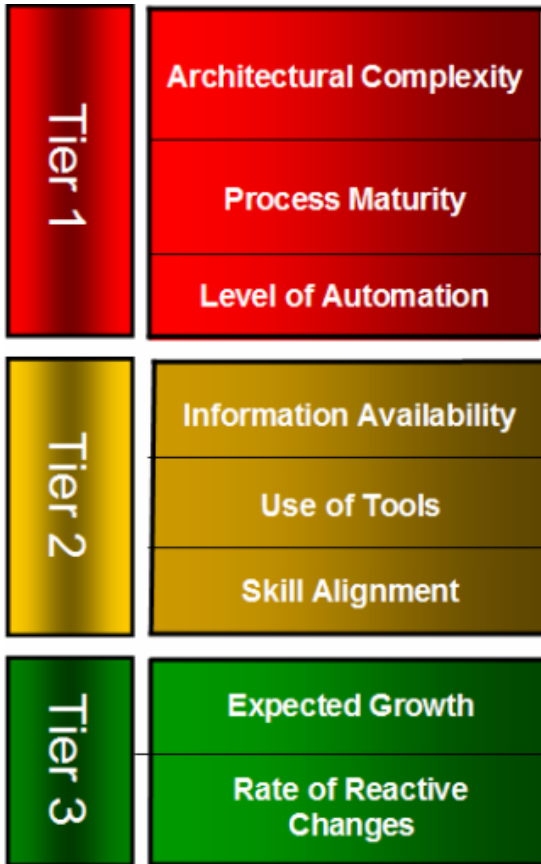 Tier 1
Architectural Complexity
Process Maturity
Level of Automation
Tier 2
Information Availability
Use of Tools
Skill Alignment
Tier 3
Expected Growth
Rate of Reactive
Changes